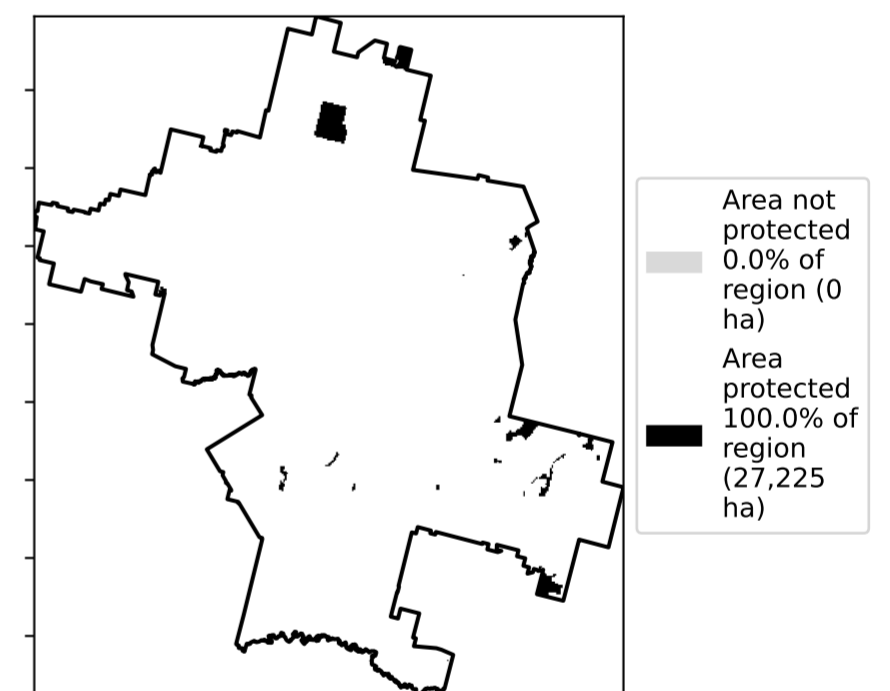 Area not
protected
0.0% of
region (0
ha)
Area
protected
100.0% of
region
(27,225
ha)